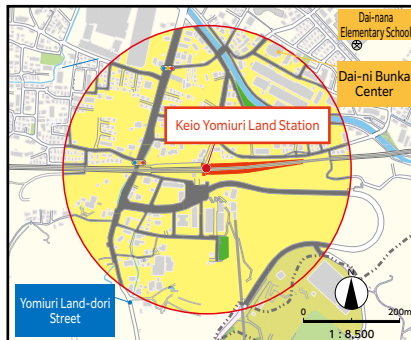 Dai-nana
Elementary School
Dai-ni Bunka
Center
Keio Yomiuri Land Station
Yomiuri Land-dori
Street
N
0 100 200m
1 : 8,500